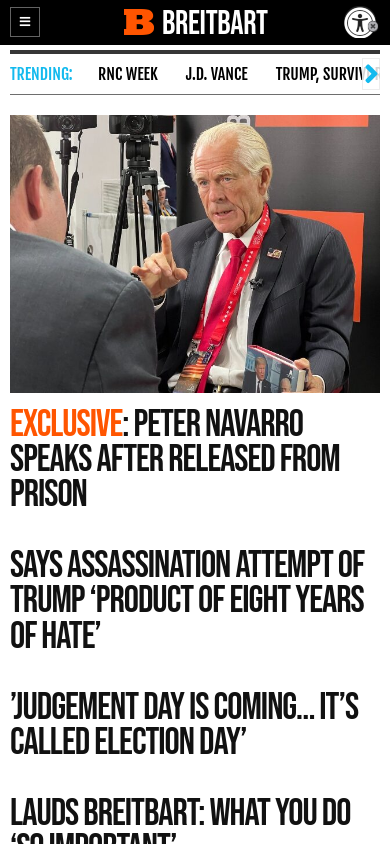 BREITBART
TRENDING: RNC WEEK J.D. VANCE TRUMP, SURVIV
EXCLUSIVE: PETER NAVARRO
SPEAKS AFTER RELEASED FROM
PRISON
SAYS ASSASSINATION ATTEMPT OF
TRUMP ‘PRODUCT OF EIGHT YEARS
OF HATE’
’JUDGEMENT DAY IS COMING... IT’S
CALLED ELECTION DAY’
LAUDS BREITBART: WHAT YOU DO
‘SO IMPORTANT’